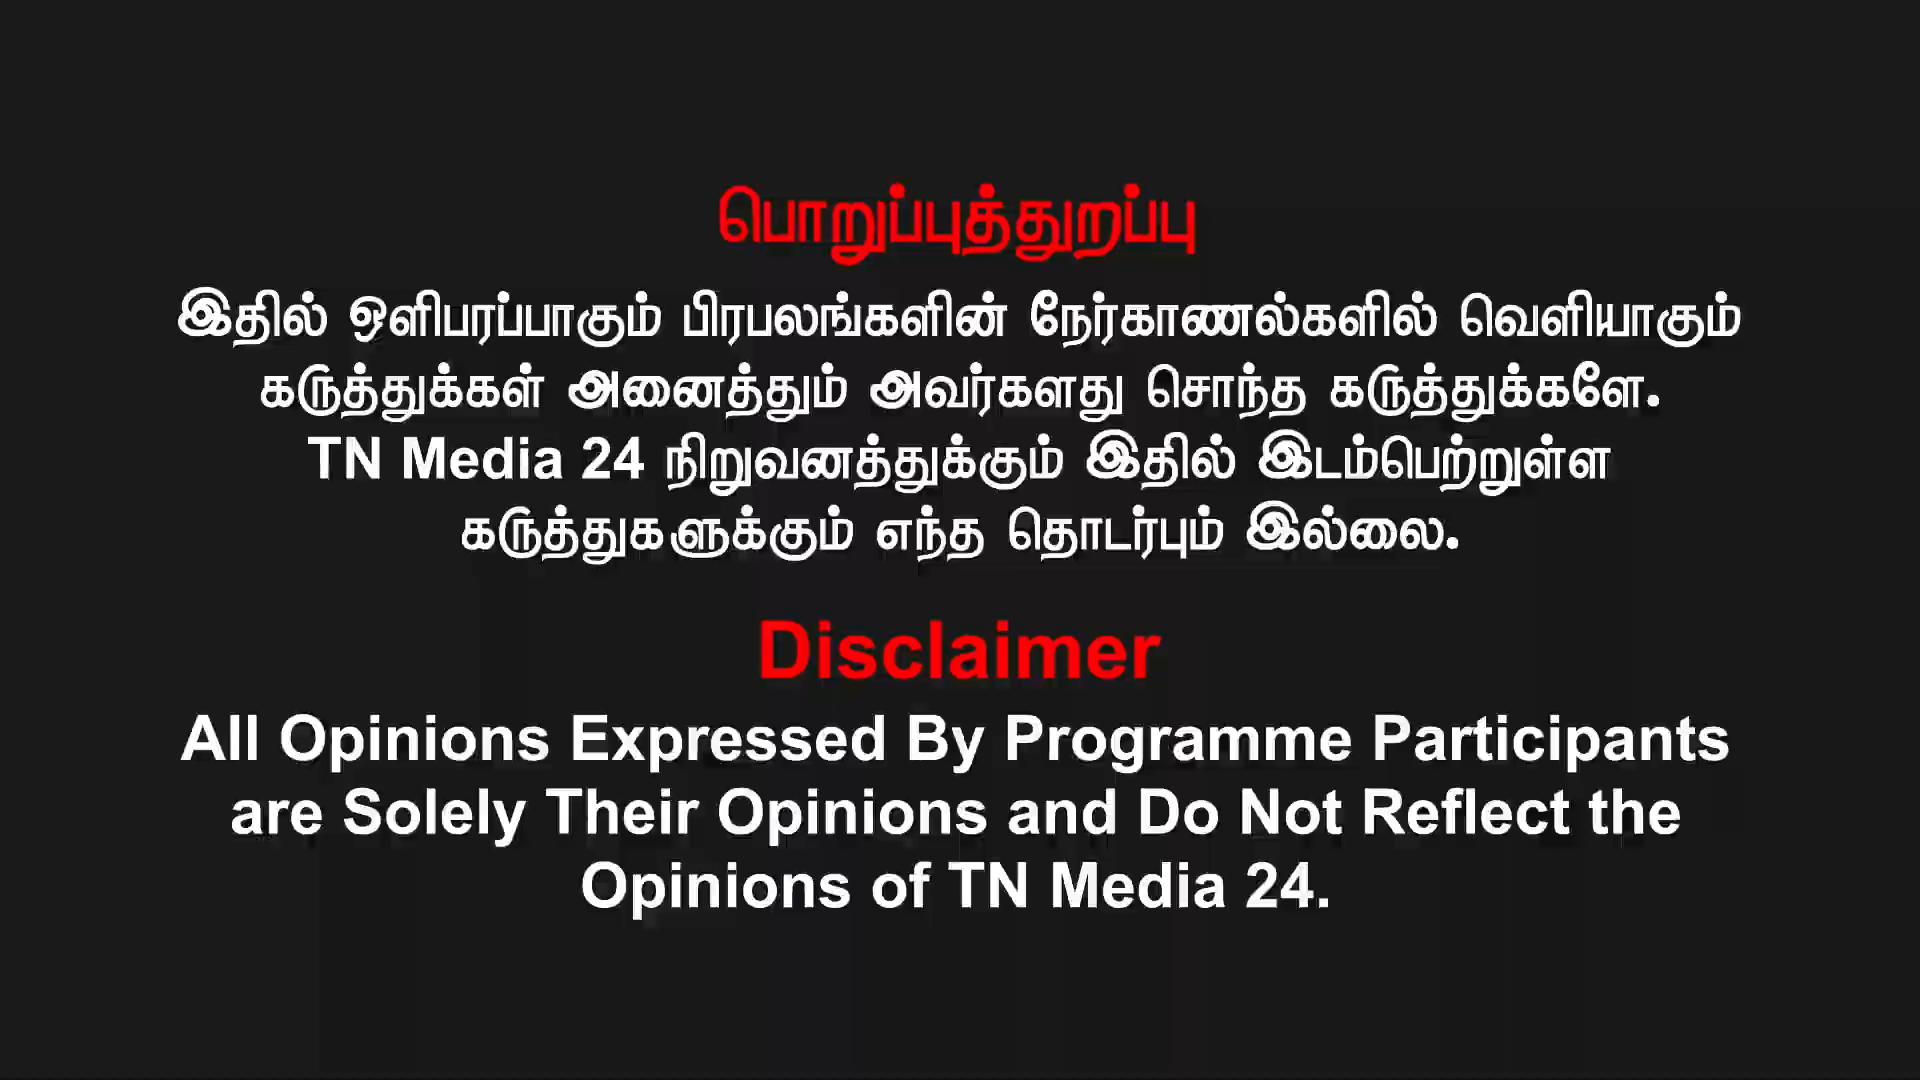 பொறுப்புத்துறப்பு
இதில் ஒளிபரப்பாகும் பிரபலங்களின் நேர்காணல்களில் வெளியாகும்
கருத்துக்கள் அனைத்தும் அவர்களது சொந்த கருத்துக்களே.
TN Media 24 நிறுவனத்துக்கும் இதில் இடம்பெற்றுள்ள
கருத்துகளுக்கும் எந்த தொடர்பும் இல்லை.
Disclaimer
All Opinions Expressed By Programme Participants
are Solely Their Opinions and Do Not Reflect the
Opinions of TN Media 24.